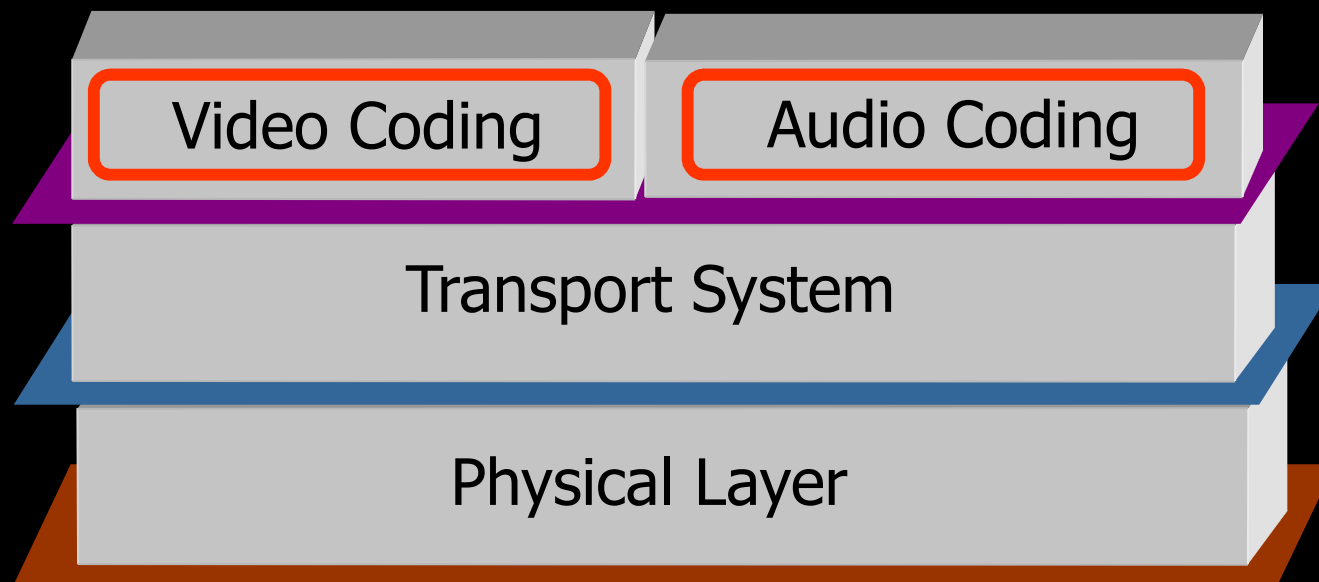 Video Coding
Audio Coding
Transport System
Physical Layer